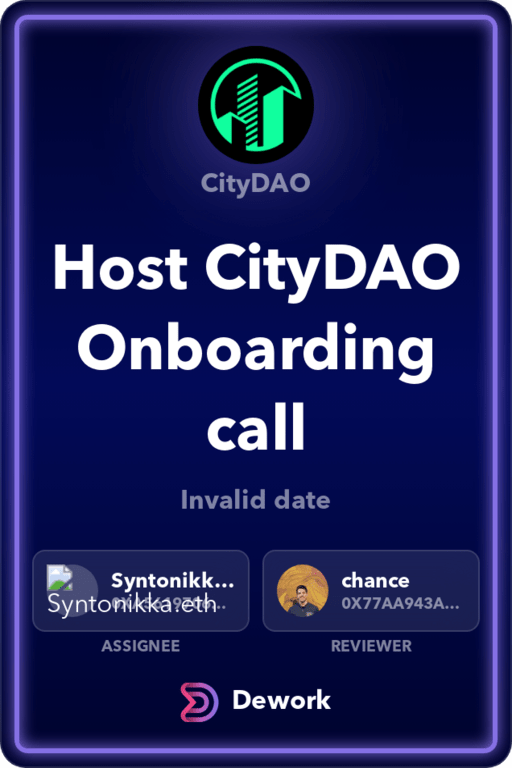 CityDAO
Host CityDAO
Onboarding
call
Invalid date
Syntonikk...
Syntonikka.eth
ASSIGNEE
chance
0X77AA943A...
REVIEWER
Dework